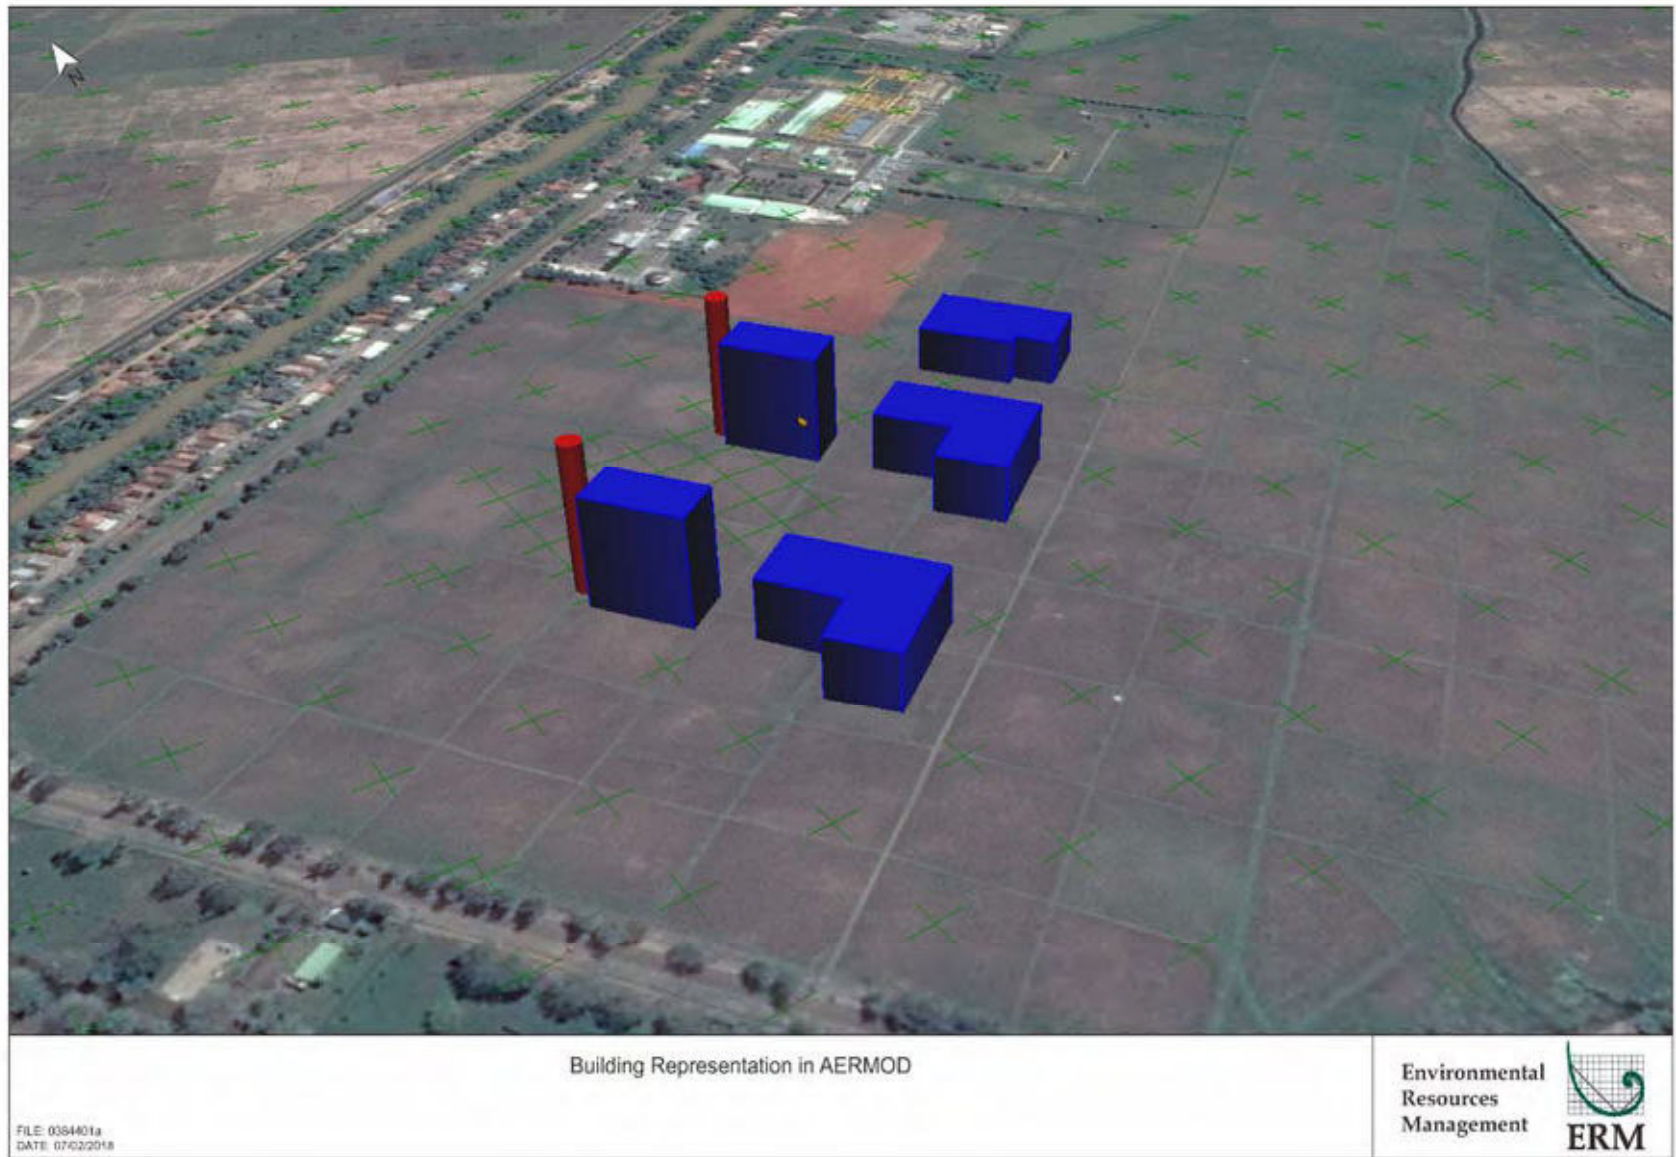 N
Building Representation in AERMOD
FILE: 0384401a
DATE: 07/02/2018
Environmental
Resources
Management
ERM